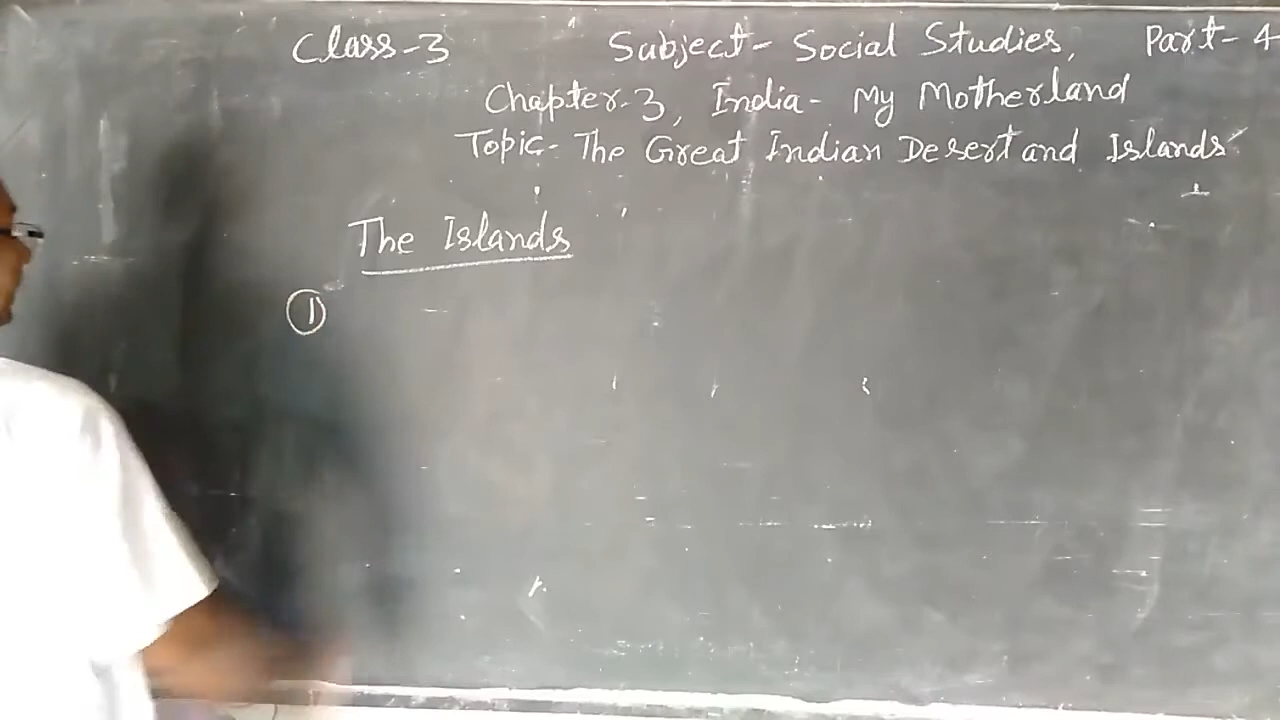 Class-3 Subject- Social Studies, Part- 4
Chapter-3, India- My Motherland
Topic- The Great Indian Desert and Islands
The Islands
①